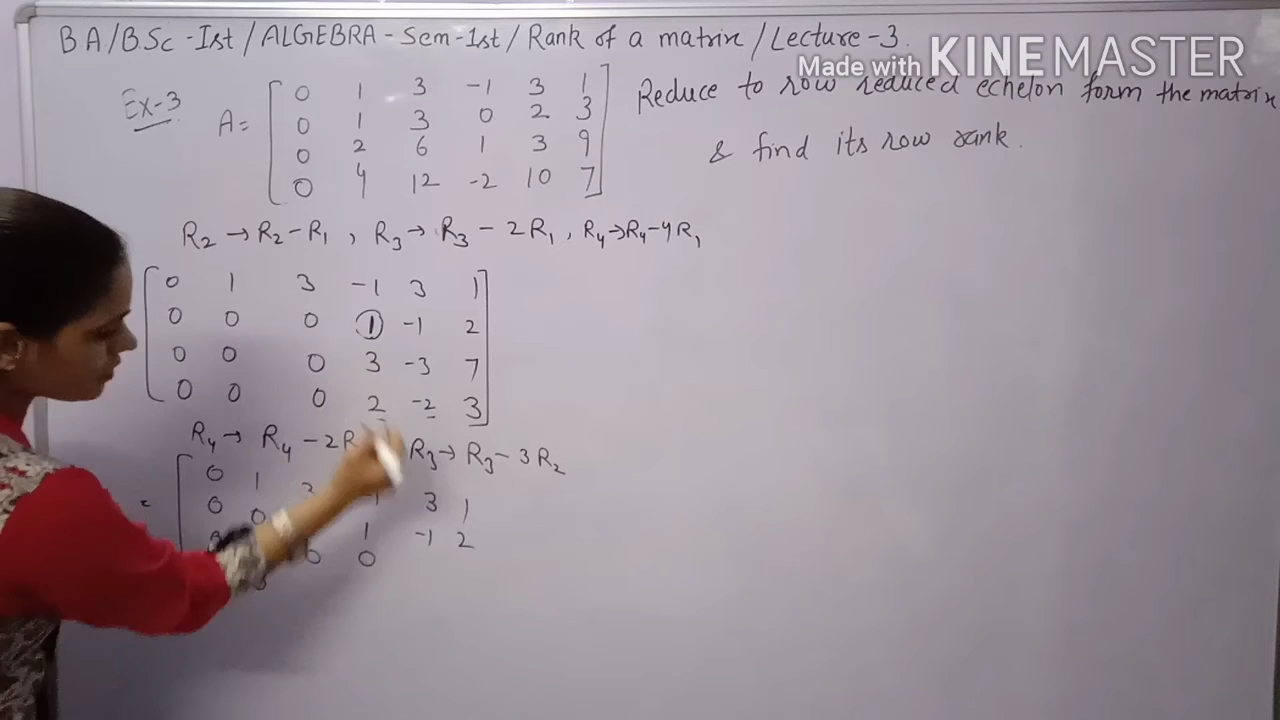 BA/BSc -Ist/ALGEBRA-Sem-1st/Rank of a matrix/Lecture-3.
Made with KINEMASTER
Ex-3 A= [ 0 1 3 -1 3 1 ] Reduce to row reduced echelon form the matrix
0 1 3 0 2 3
0 2 6 1 3 9 & find its row rank.
0 4 12 -2 10 7
R2 → R2-R1, R3 → R3-2R1, R4→R4-4R1
0 1 3 -1 3 1
0 0 0 1 -1 2
0 0 0 3 -3 7
0 0 0 2 -2 3
R4 → R4-2R R3→R3-3R2
0 1 3 -1 3 1
0 0 1 -1 2
0 0